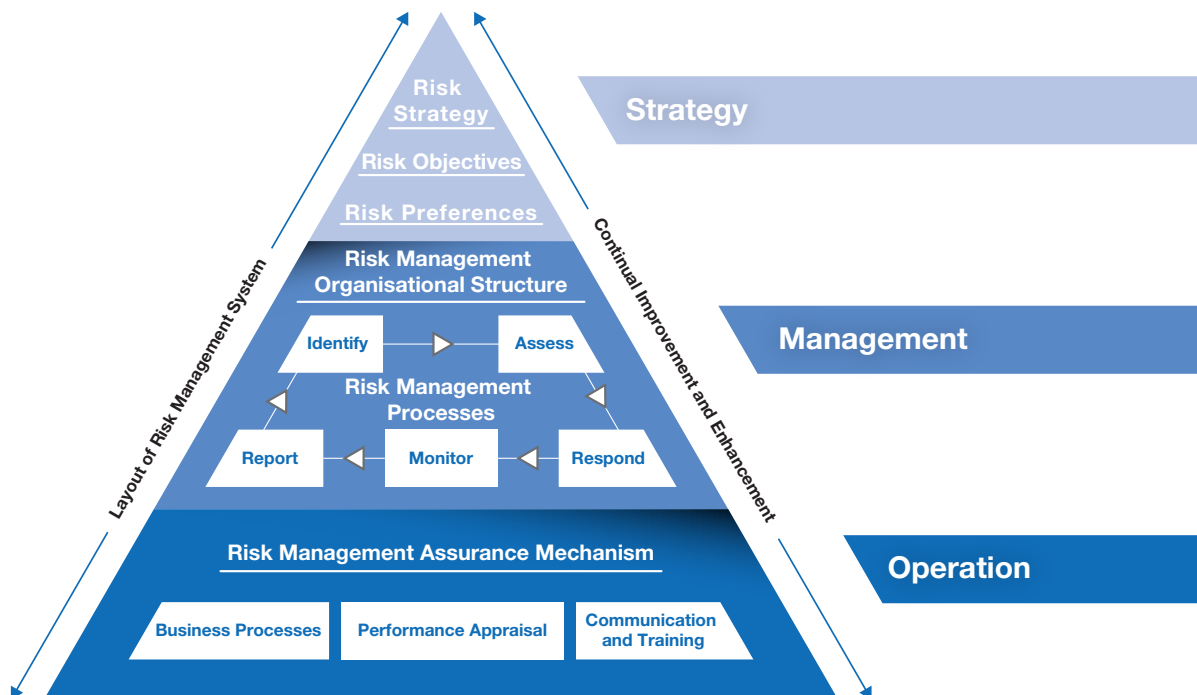 Risk
Strategy
Risk Objectives
Risk Preferences
Strategy
Layout of Risk Management System
Continual Improvement and Enhancement
Risk Management
Organisational Structure
Identify
Assess
Risk Management
Processes
Report
Monitor
Respond
Management
Risk Management Assurance Mechanism
Business Processes
Performance Appraisal
Communication
and Training
Operation